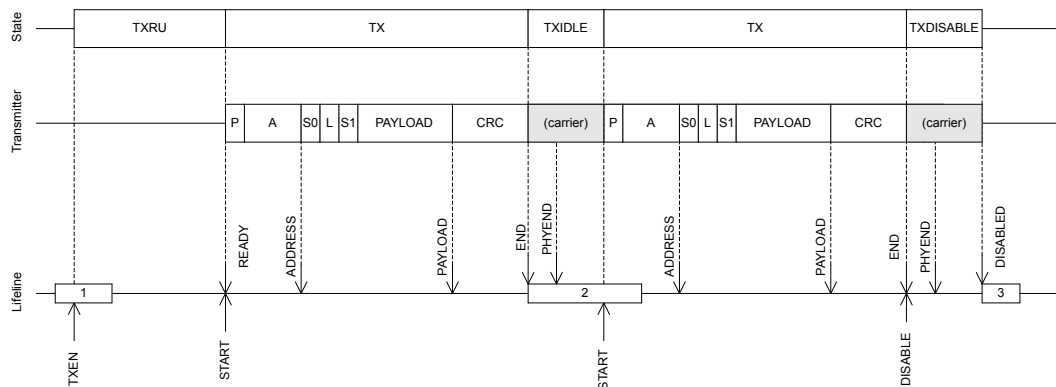 State
TXRU
TX
TXIDLE
TX
TXDISABLE
Transmitter
P
A
S0
L
S1
PAYLOAD
CRC
(carrier)
P
A
S0
L
S1
PAYLOAD
CRC
(carrier)
READY
ADDRESS
PAYLOAD
END
PHYEND
ADDRESS
PAYLOAD
END
PHYEND
DISABLED
Lifeline
1
2
3
TXEN
START
START
DISABLE